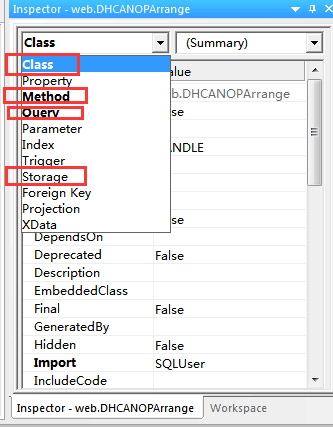 Inspector - web.DHCANOPArrange
Class (Summary)
Class alue
Property eb.DHCANOPArrange
Method
Query lse
Parameter
Index NDLE
Trigger
Storage
Foreign Key
Projection lse
XData
DependsOn
Deprecated False
Description
EmbeddedClass
Final False
GeneratedBy
Hidden False
Import SQLUser
IncludeCode
Inspector - web.DHCANOPArrange Workspace